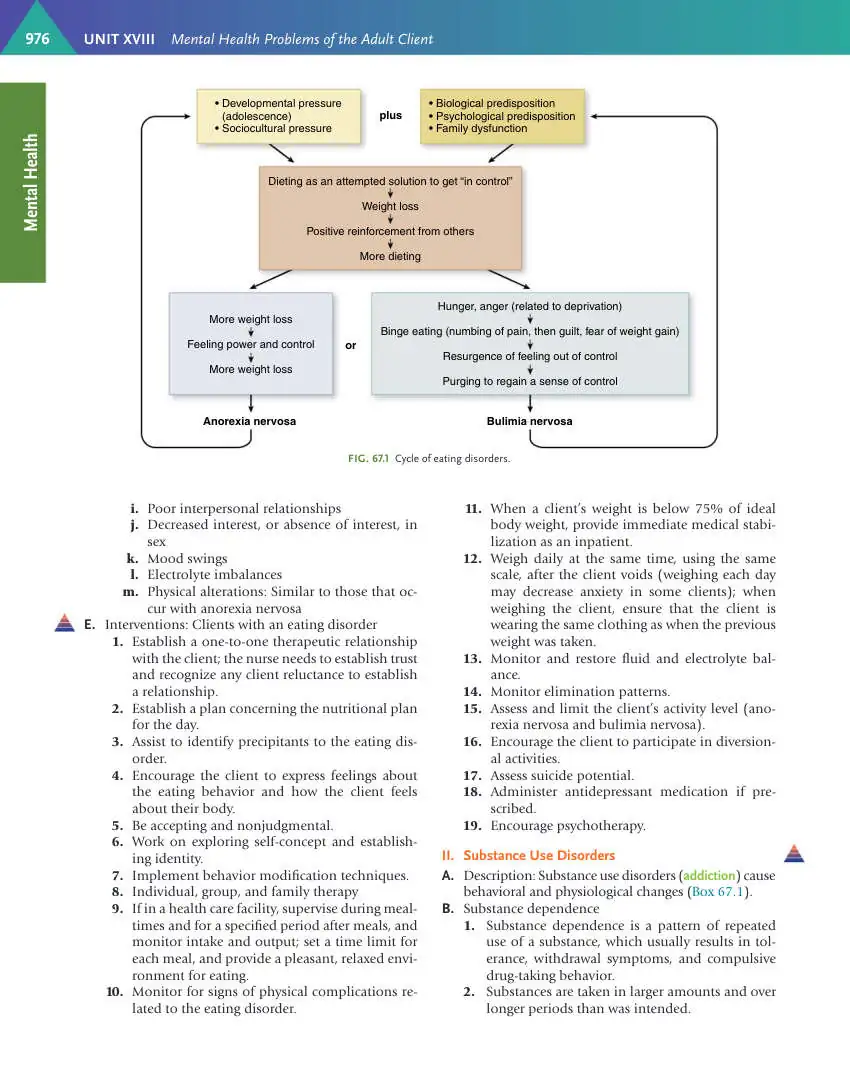 976
UNIT XVIII Mental Health Problems of the Adult Client
Mental Health
• Developmental pressure
(adolescence)
• Sociocultural pressure
plus
• Biological predisposition
• Psychological predisposition
• Family dysfunction
Dieting as an attempted solution to get “in control”
Weight loss
Positive reinforcement from others
More dieting
More weight loss
Feeling power and control
More weight loss
or
Hunger, anger (related to deprivation)
Binge eating (numbing of pain, then guilt, fear of weight gain)
Resurgence of feeling out of control
Purging to regain a sense of control
Anorexia nervosa
Bulimia nervosa
FIG. 67.1 Cycle of eating disorders.
i. Poor interpersonal relationships
j. Decreased interest, or absence of interest, in
sex
k. Mood swings
l. Electrolyte imbalances
m. Physical alterations: Similar to those that oc-
cur with anorexia nervosa
E. Interventions: Clients with an eating disorder
1. Establish a one-to-one therapeutic relationship
with the client; the nurse needs to establish trust
and recognize any client reluctance to establish
a relationship.
2. Establish a plan concerning the nutritional plan
for the day.
3. Assist to identify precipitants to the eating dis-
order.
4. Encourage the client to express feelings about
the eating behavior and how the client feels
about their body.
5. Be accepting and nonjudgmental.
6. Work on exploring self-concept and establish-
ing identity.
7. Implement behavior modification techniques.
8. Individual, group, and family therapy
9. If in a health care facility, supervise during meal-
times and for a specified period after meals, and
monitor intake and output; set a time limit for
each meal, and provide a pleasant, relaxed envi-
ronment for eating.
10. Monitor for signs of physical complications re-
lated to the eating disorder.
11. When a client’s weight is below 75% of ideal
body weight, provide immediate medical stabi-
lization as an inpatient.
12. Weigh daily at the same time, using the same
scale, after the client voids (weighing each day
may decrease anxiety in some clients); when
weighing the client, ensure that the client is
wearing the same clothing as when the previous
weight was taken.
13. Monitor and restore fluid and electrolyte bal-
ance.
14. Monitor elimination patterns.
15. Assess and limit the client’s activity level (ano-
rexia nervosa and bulimia nervosa).
16. Encourage the client to participate in diversion-
al activities.
17. Assess suicide potential.
18. Administer antidepressant medication if pre-
scribed.
19. Encourage psychotherapy.
II. Substance Use Disorders
A. Description: Substance use disorders (addiction) cause
behavioral and physiological changes (Box 67.1).
B. Substance dependence
1. Substance dependence is a pattern of repeated
use of a substance, which usually results in tol-
erance, withdrawal symptoms, and compulsive
drug-taking behavior.
2. Substances are taken in larger amounts and over
longer periods than was intended.